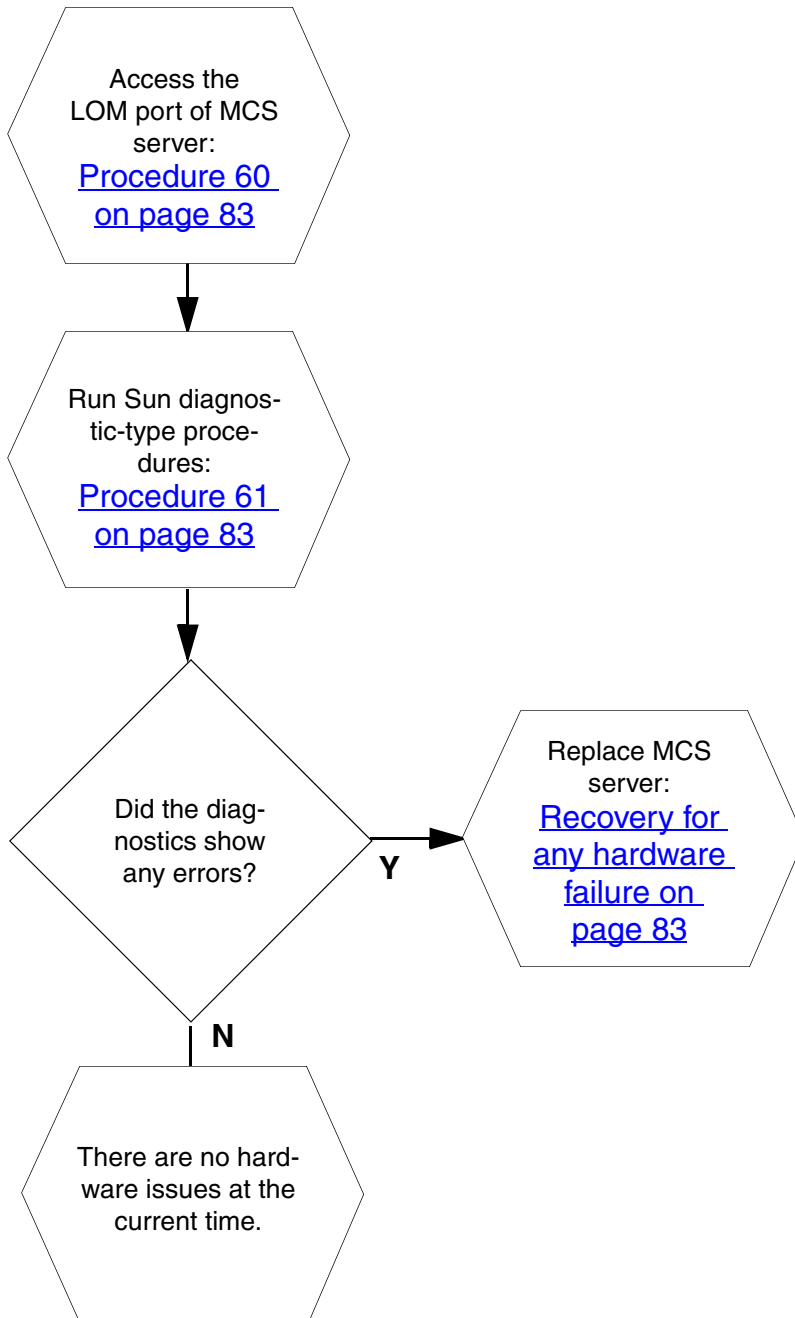 Access the
LOM port of MCS
server:
Procedure 60
on page 83
Run Sun diagnos-
tic-type proce-
dures:
Procedure 61
on page 83
Did the diag-
nostics show
any errors?
Y
Replace MCS
server:
Recovery for
any hardware
failure on
page 83
N
There are no hard-
ware issues at the
current time.